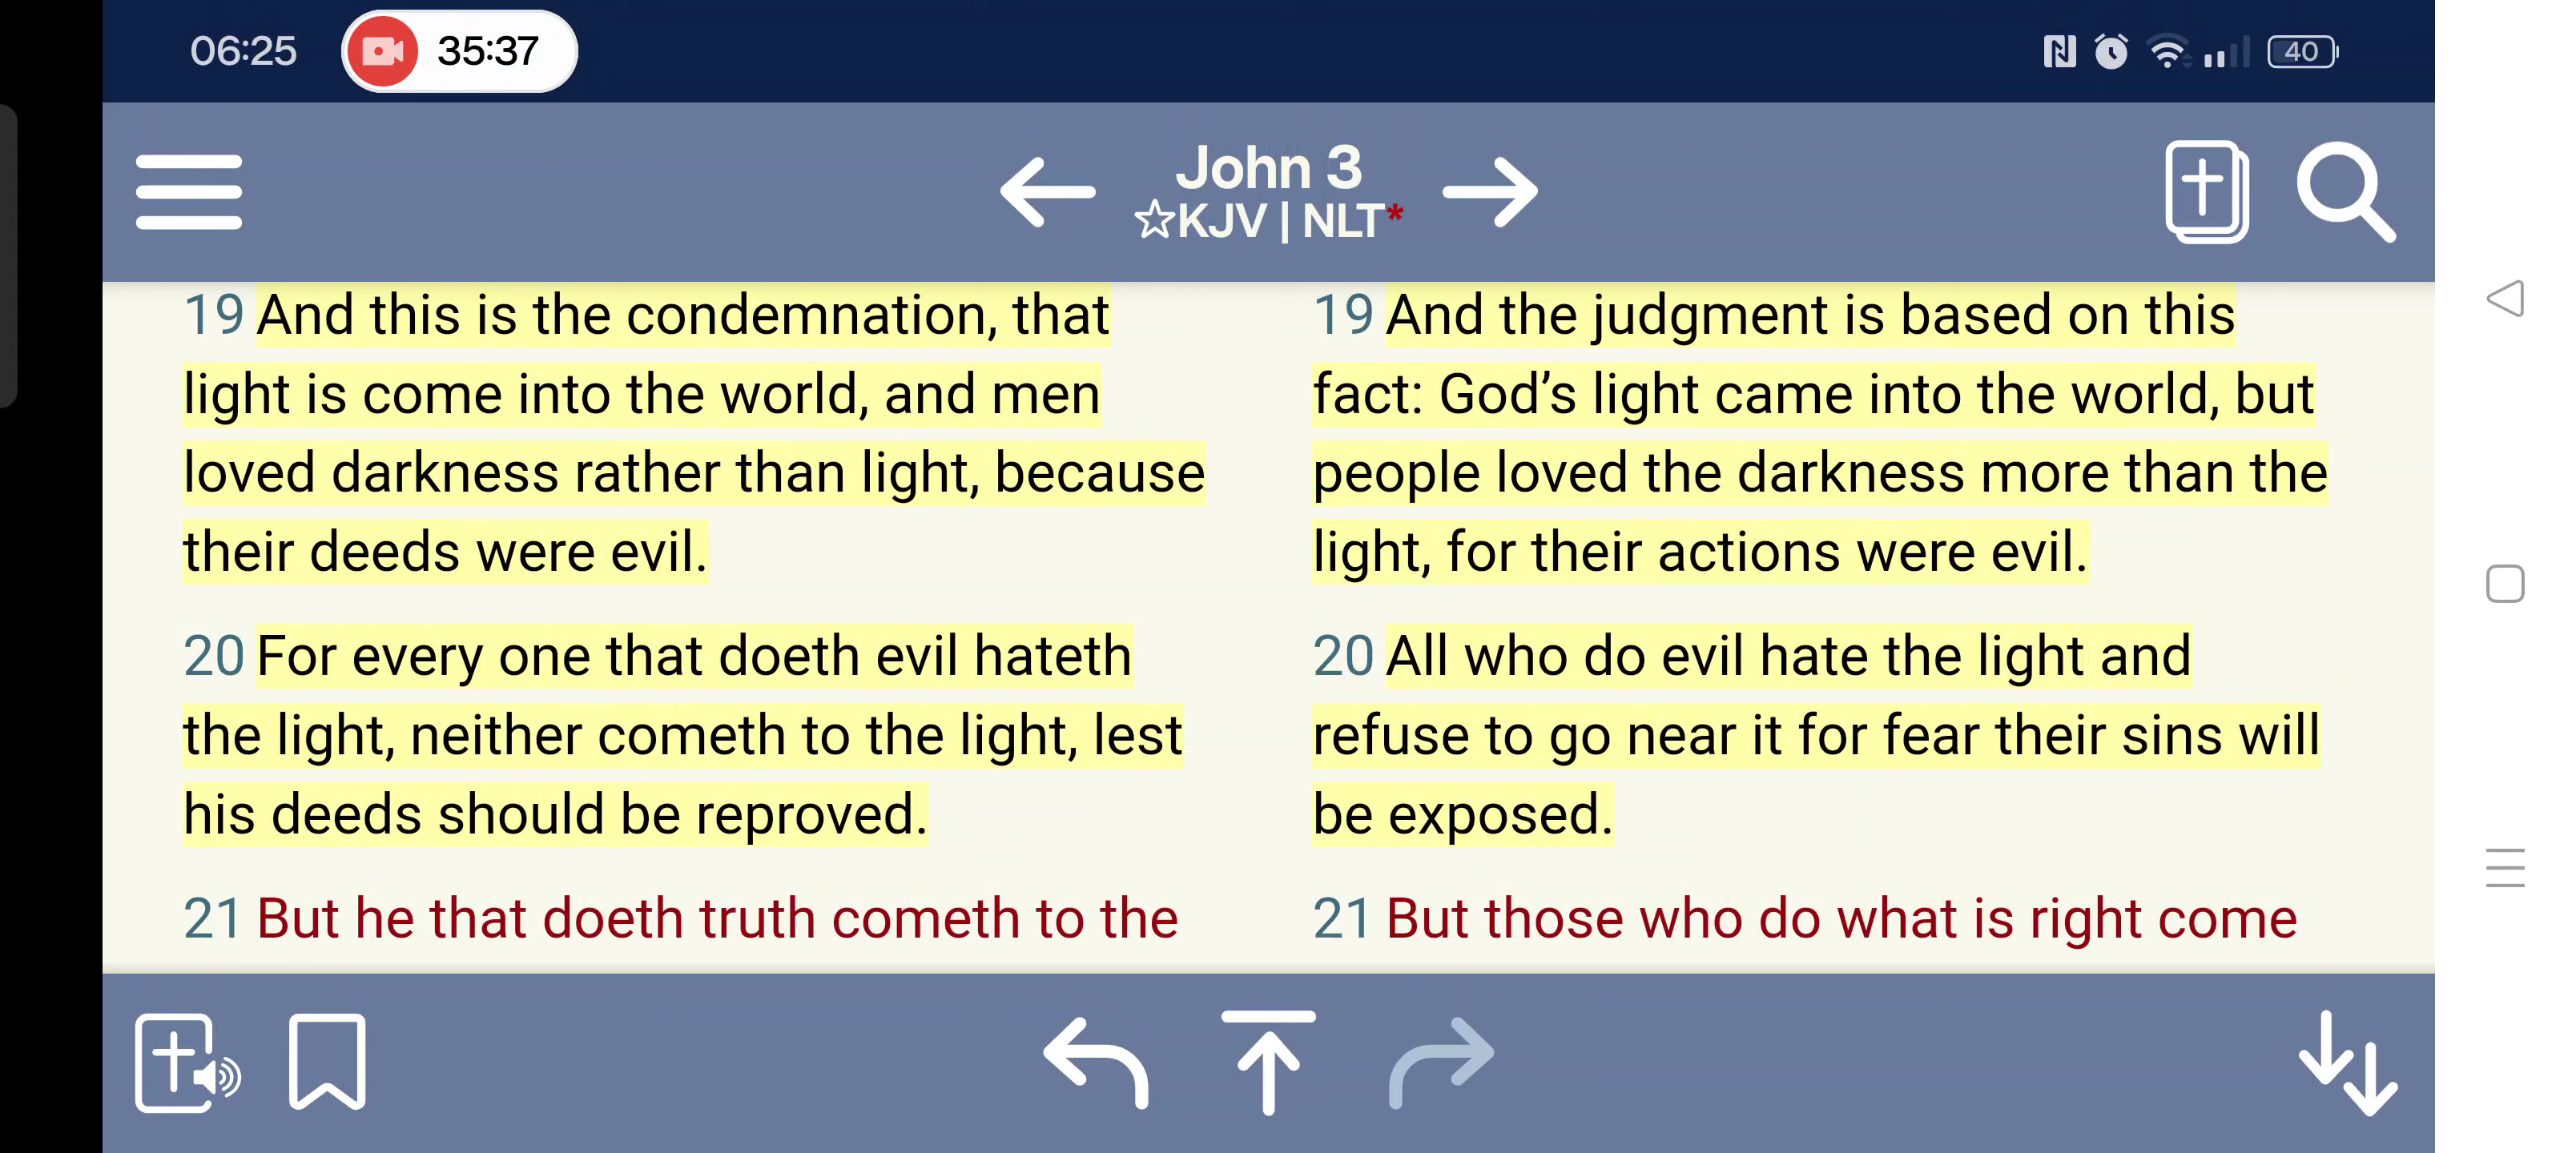 06:25 35:37 40
John 3
☆KJV | NLT*
19 And this is the condemnation, that
light is come into the world, and men
loved darkness rather than light, because
their deeds were evil.
20 For every one that doeth evil hateth
the light, neither cometh to the light, lest
his deeds should be reproved.
21 But he that doeth truth cometh to the
19 And the judgment is based on this
fact: God’s light came into the world, but
people loved the darkness more than the
light, for their actions were evil.
20 All who do evil hate the light and
refuse to go near it for fear their sins will
be exposed.
21 But those who do what is right come